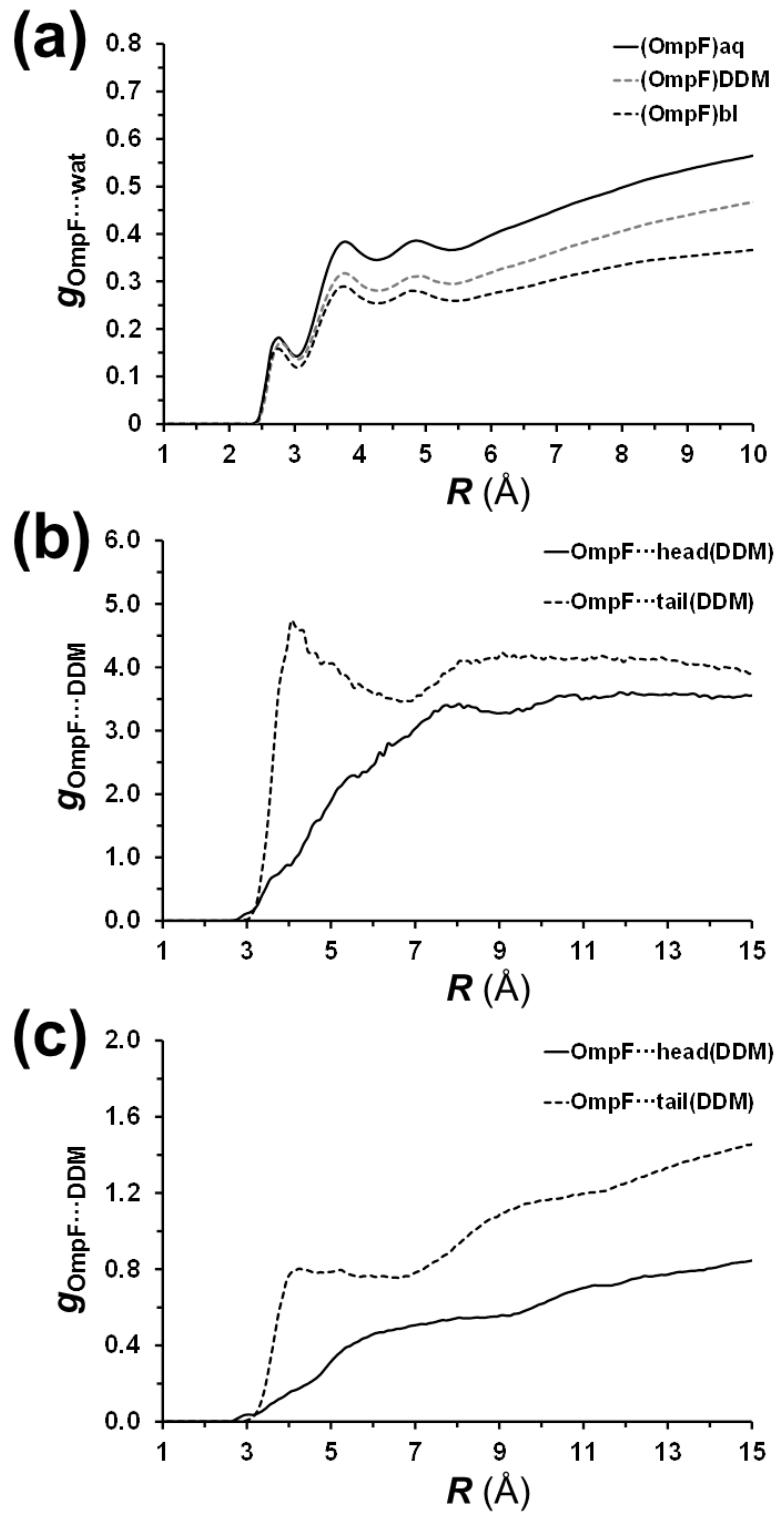 (a)
(OmpF)aq
(OmpF)DDM
(OmpF)bl
0.8
0.7
0.6
0.5
0.4
0.3
0.2
0.1
0
gOmpF···wat
1 2 3 4 5 6 7 8 9 10
R (Å)
(b)
OmpF···head(DDM)
OmpF···tail(DDM)
6.0
5.0
4.0
3.0
2.0
1.0
0.0
gOmpF···DDM
1 3 5 7 9 11 13 15
R (Å)
(c)
OmpF···head(DDM)
OmpF···tail(DDM)
2.0
1.6
1.2
0.8
0.4
0.0
gOmpF···DDM
1 3 5 7 9 11 13 15
R (Å)